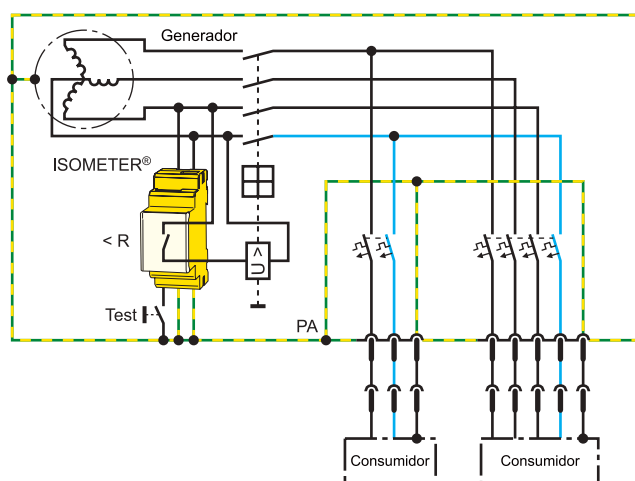 Generador
ISOMETER®
< R
U <
Test
PA
Consumidor
Consumidor